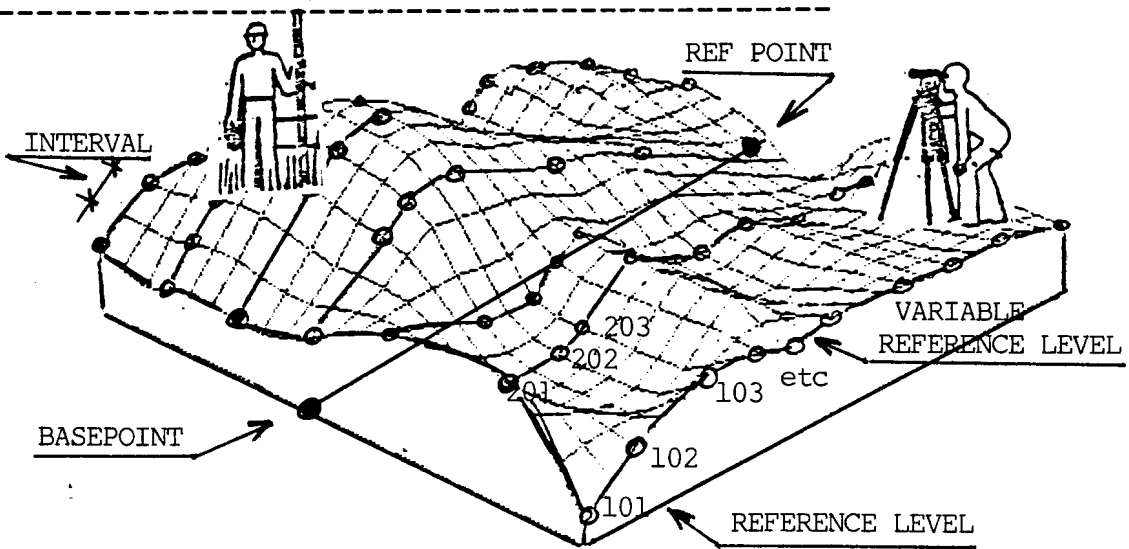 REF POINT
INTERVAL
203
VARIABLE
REFERENCE LEVEL
202
etc
201
103
BASEPOINT
102
101
REFERENCE LEVEL